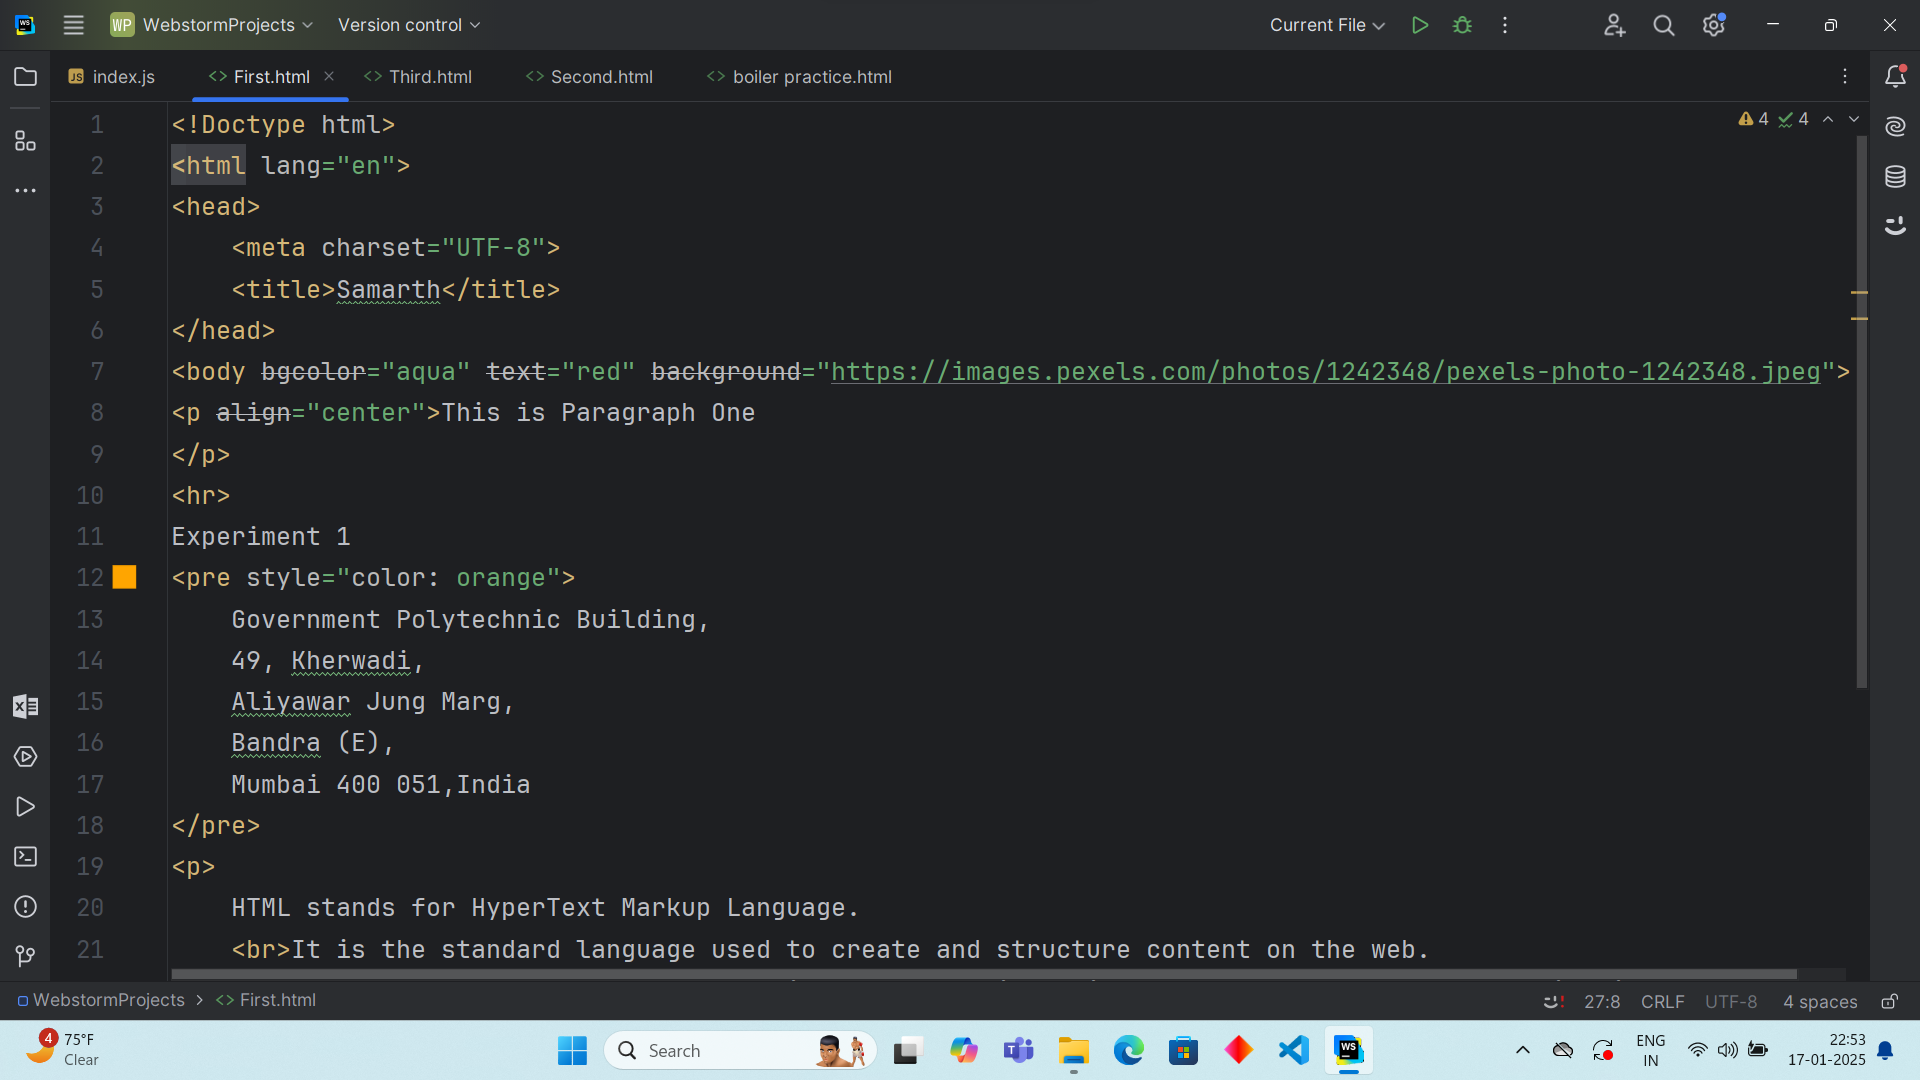 WP WebstormProjects Version control Current File
index.js First.html Third.html Second.html boiler practice.html
4 4
1 <!Doctype html>
2 <html lang="en">
3 <head>
4 <meta charset="UTF-8">
5 <title>Samarth</title>
6 </head>
7 <body bgcolor="aqua" text="red" background="https://images.pexels.com/photos/1242348/pexels-photo-1242348.jpeg">
8 <p align="center">This is Paragraph One
9 </p>
10 <hr>
11 Experiment 1
12 <pre style="color: orange">
13 Government Polytechnic Building,
14 49, Kherwadi,
15 Aliyawar Jung Marg,
16 Bandra (E),
17 Mumbai 400 051,India
18 </pre>
19 <p>
20 HTML stands for HyperText Markup Language.
21 <br>It is the standard language used to create and structure content on the web.
WebstormProjects > <> First.html 27:8 CRLF UTF-8 4 spaces
4 75°F
Clear
Search
ENG
IN
22:53
17-01-2025